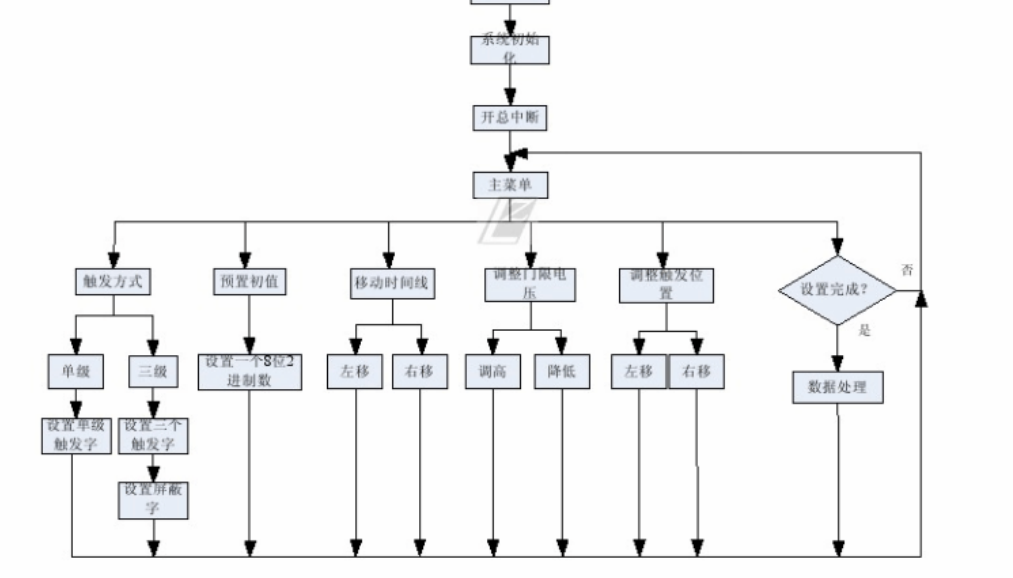 系统初始
化
开总中断
主菜单
触发方式
预置初值
移动时间线
调整门限电
压
调整触发位
置
设置完成？
否
是
单级
三级
设置一个8位2
进制数
左移
右移
调高
降低
左移
右移
数据处理
设置单级
触发字
设置三个
触发字
设置屏蔽
字